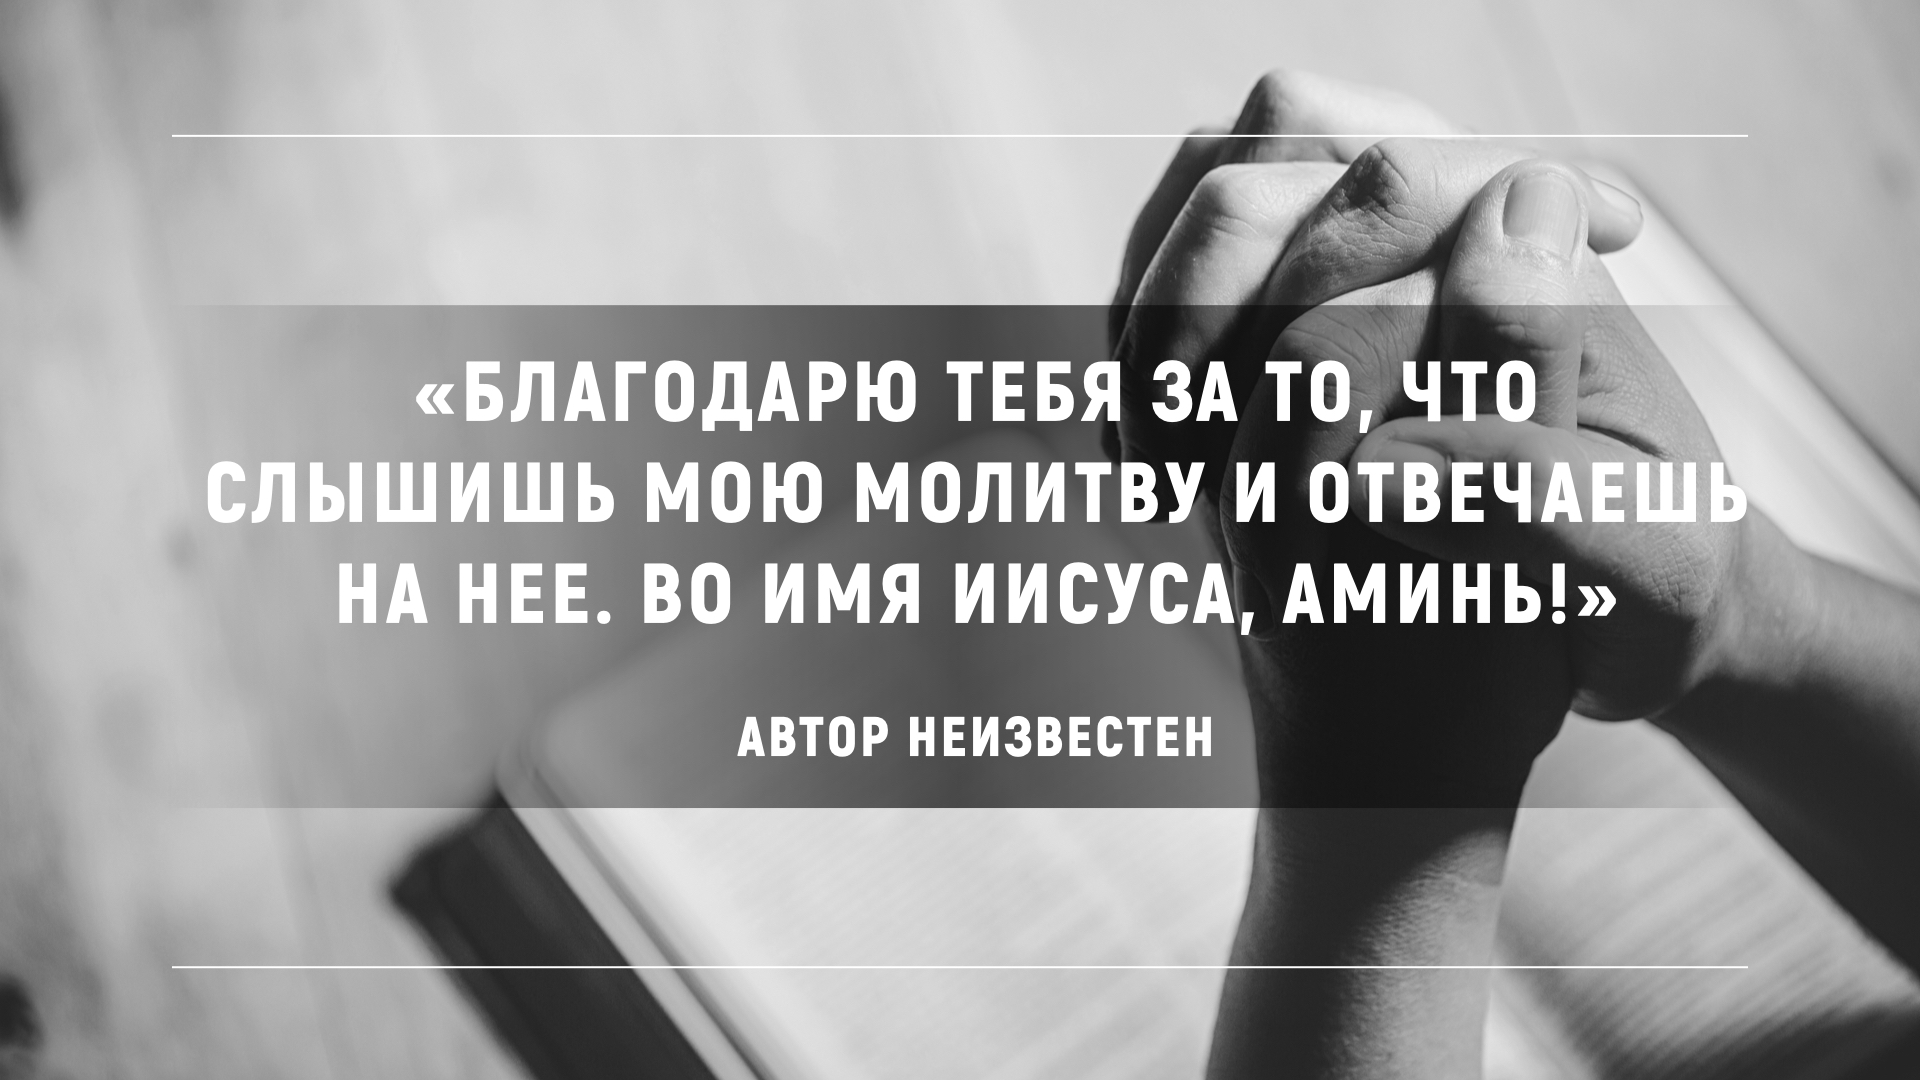 «БЛАГОДАРЮ ТЕБЯ ЗА ТО, ЧТО
СЛЫШИШЬ МОЮ МОЛИТВУ И ОТВЕЧАЕШЬ
НА НЕЕ. ВО ИМЯ ИИСУСА, АМИНЬ!»
АВТОР НЕИЗВЕСТЕН